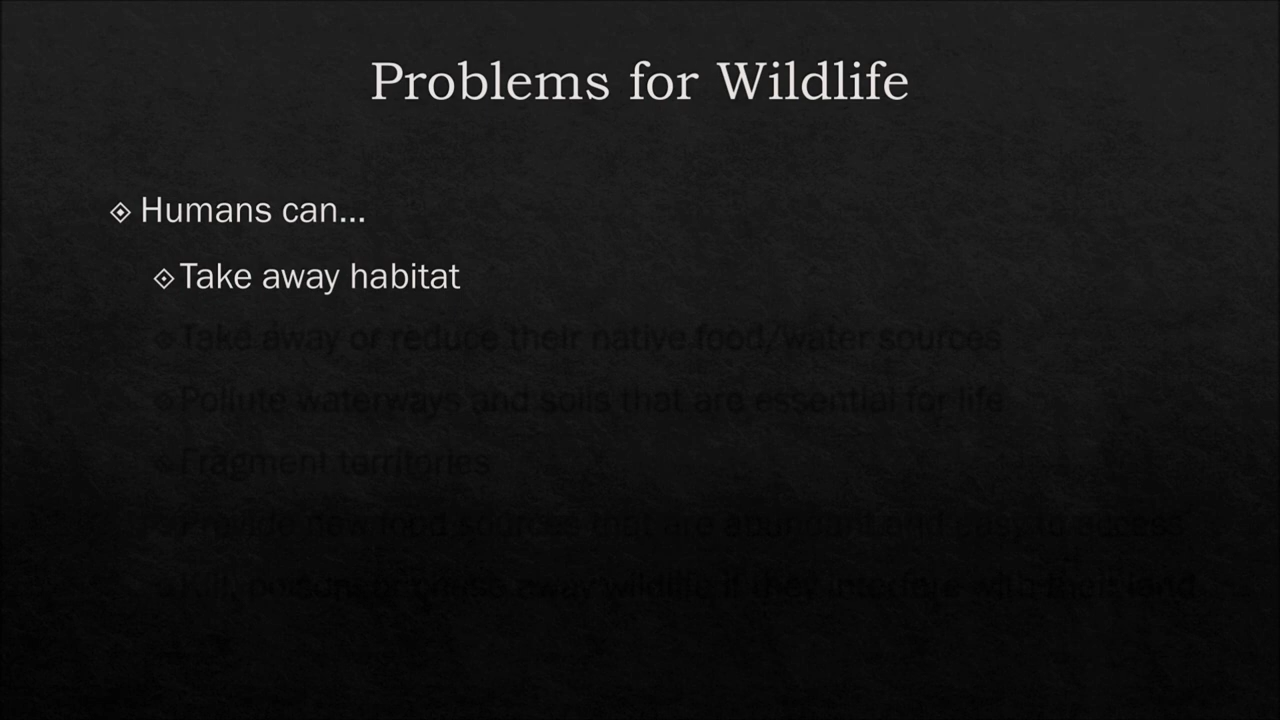 Problems for Wildlife
Humans can...
Take away habitat
Take away or reduce their native food/water sources
Pollute waterways and soils that are essential for life
Fragment territories
Provide new food sources that are abundant and easy to access
Kill, poison or chase away wildlife if they interfere with their land